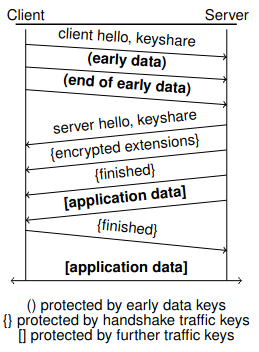 Client Server
client hello, keyshare
(early data)
(end of early data)
server hello, keyshare
{encrypted extensions}
{finished}
[application data]
{finished}
[application data]
() protected by early data keys
{} protected by handshake traffic keys
[] protected by further traffic keys